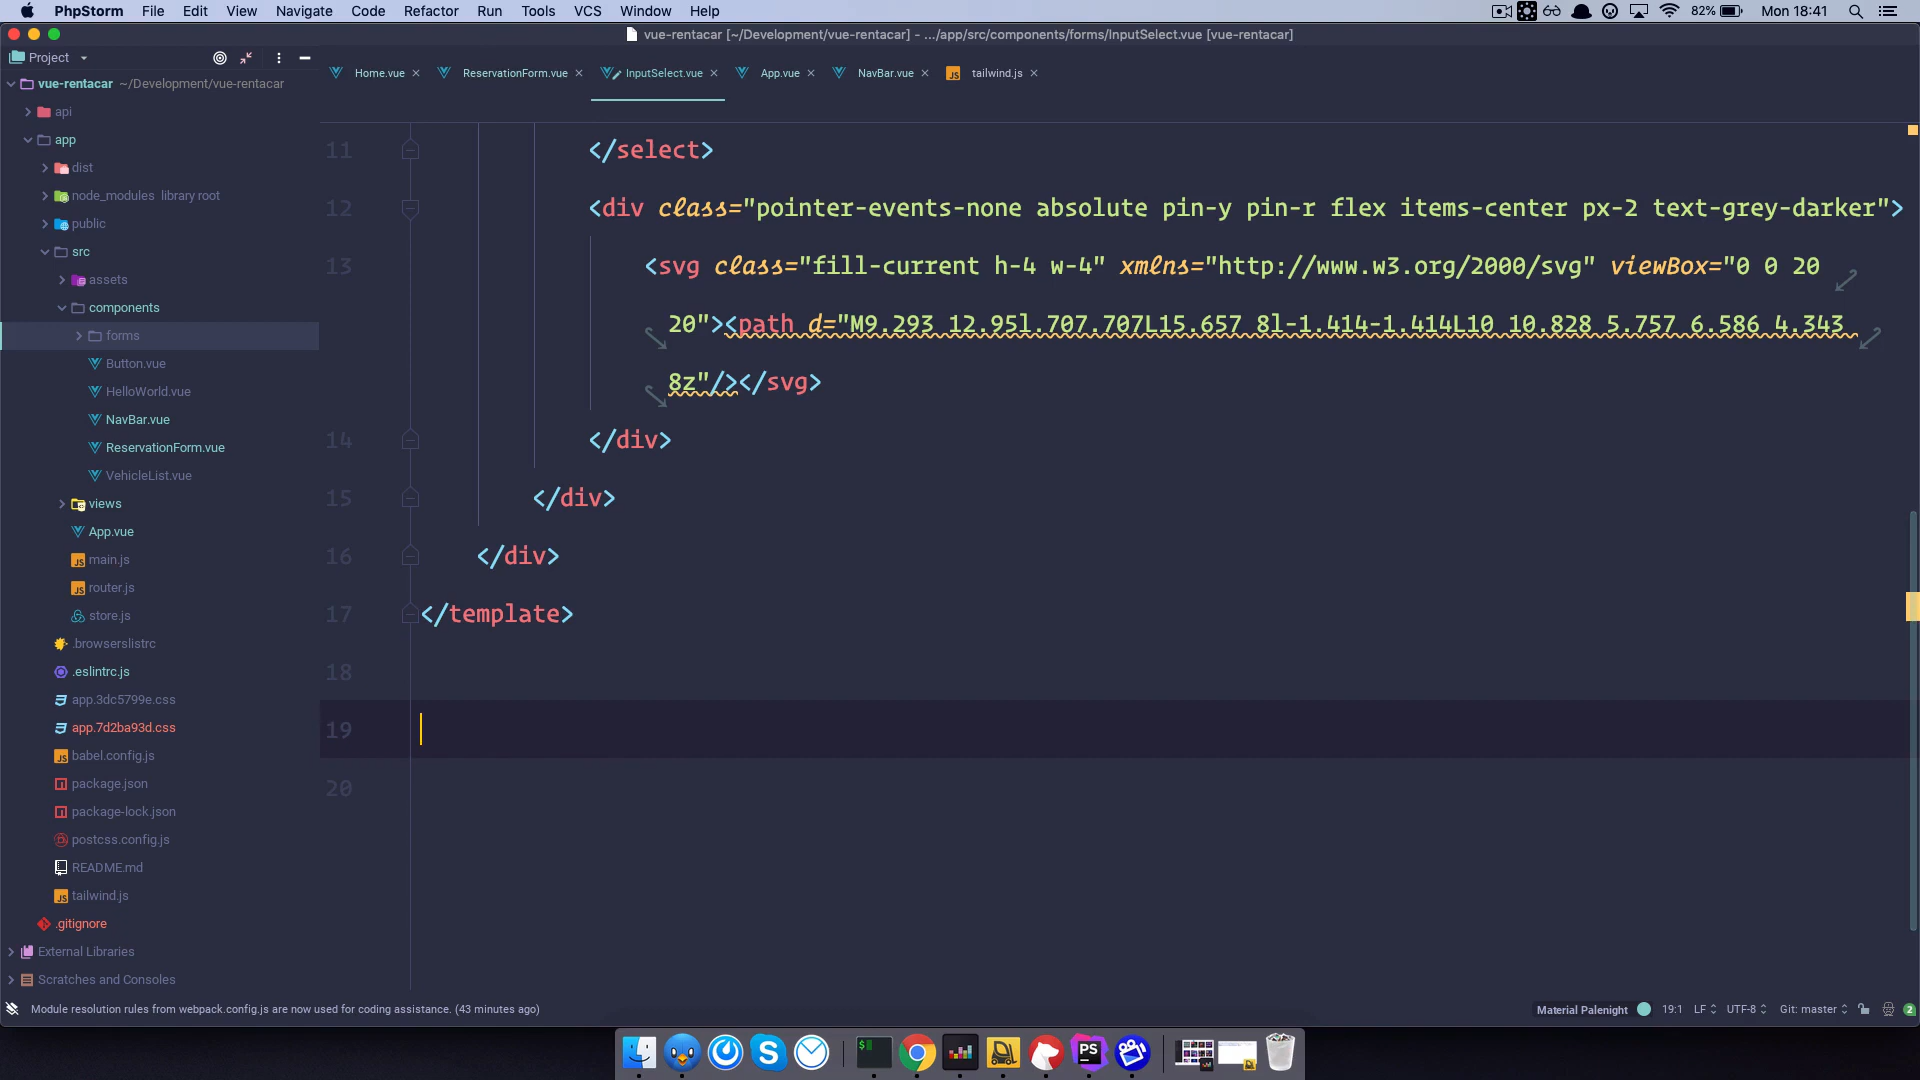 PhpStorm File Edit View Navigate Code Refactor Run Tools VCS Window Help 82% Mon 18:41
vue-rentacar [~/Development/vue-rentacar] - .../app/src/components/forms/InputSelect.vue [vue-rentacar]
Project
Home.vue ReservationForm.vue InputSelect.vue App.vue NavBar.vue tailwind.js
vue-rentacar ~/Development/vue-rentacar
api
app
dist
node_modules library root
public
src
assets
components
forms
Button.vue
HelloWorld.vue
NavBar.vue
ReservationForm.vue
VehicleList.vue
views
App.vue
main.js
router.js
store.js
.browserslistrc
.eslintrc.js
app.3dc5799e.css
app.7d2ba93d.css
babel.config.js
package.json
package-lock.json
postcss.config.js
README.md
tailwind.js
.gitignore
External Libraries
Scratches and Consoles
11 </select>
12 <div class="pointer-events-none absolute pin-y pin-r flex items-center px-2 text-grey-darker">
13 <svg class="fill-current h-4 w-4" xmlns="http://www.w3.org/2000/svg" viewBox="0 0 20
20"><path d="M9.293 12.95l.707.707L15.657 8l-1.414-1.414L10 10.828 5.757 6.586 4.343
8z"/></svg>
14 </div>
15 </div>
16 </div>
17 </template>
18
19
20
Module resolution rules from webpack.config.js are now used for coding assistance. (43 minutes ago) Material Palenight 19:1 LF UTF-8 Git: master 2
$
PS